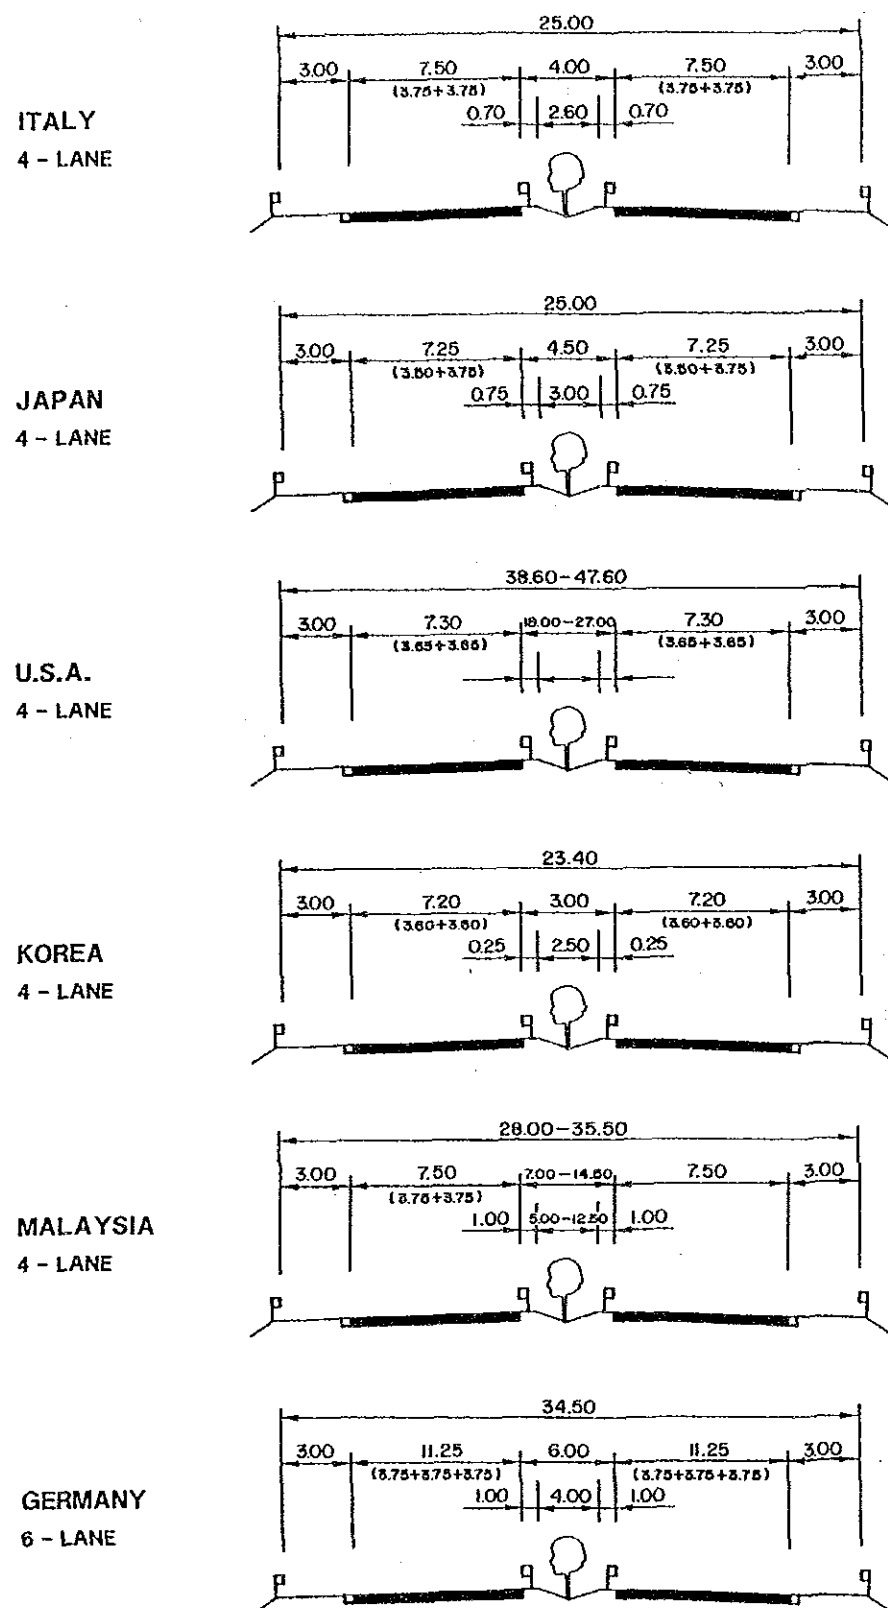 25.00
3.00 7.50 4.00 7.50 3.00
(3.75+3.75) (3.75+3.75)
0.70 2.60 0.70
ITALY
4 - LANE
25.00
3.00 7.25 4.50 7.25 3.00
(3.50+3.75) (3.50+3.75)
0.75 3.00 0.75
JAPAN
4 - LANE
38.60-47.60
3.00 7.30 18.00-27.00 7.30 3.00
(3.65+3.65) (3.65+3.65)
U.S.A.
4 - LANE
23.40
3.00 7.20 3.00 7.20 3.00
(3.60+3.60) (3.60+3.60)
0.25 2.50 0.25
KOREA
4 - LANE
28.00-35.50
3.00 7.50 7.00-14.50 7.50 3.00
(3.75+3.75)
1.00 5.00-12.50 1.00
MALAYSIA
4 - LANE
34.50
3.00 11.25 6.00 11.25 3.00
(3.75+3.75+3.75) (3.75+3.75+3.75)
1.00 4.00 1.00
GERMANY
6 - LANE